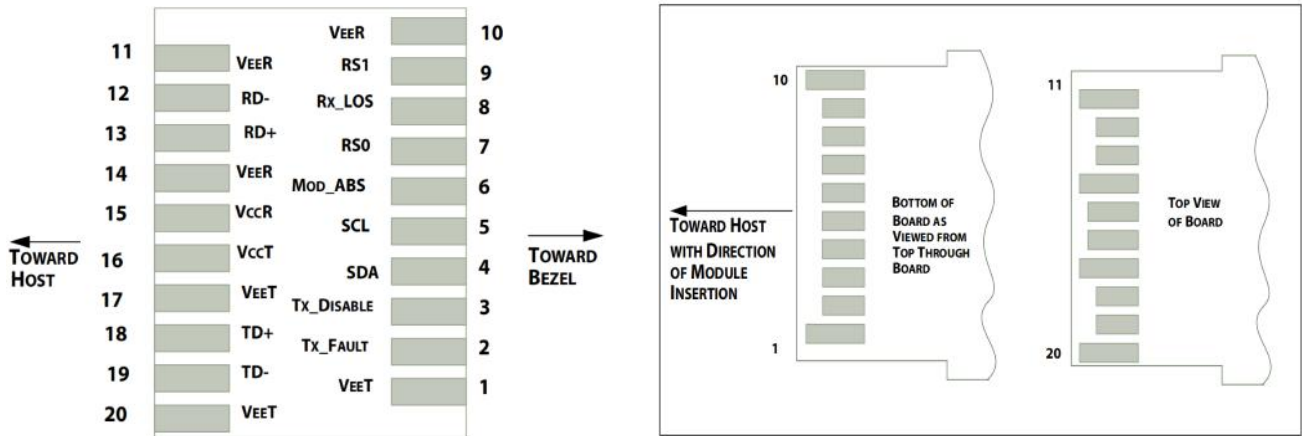 11 VEER
12 RD-
13 RD+
14 VEER
15 VCCR
16 VCCT
17 VEET
18 TD+
19 TD-
20 VEET
VEER 10
RS1 9
RX_LOS 8
RS0 7
MOD_ABS 6
SCL 5
SDA 4
TX_DISABLE 3
TX_FAULT 2
VEET 1
TOWARD
HOST
TOWARD
BEZEL
10
1
TOWARD HOST
WITH DIRECTION
OF MODULE
INSERTION
BOTTOM OF
BOARD AS
VIEWED FROM
TOP THROUGH
BOARD
11
20
TOP VIEW
OF BOARD